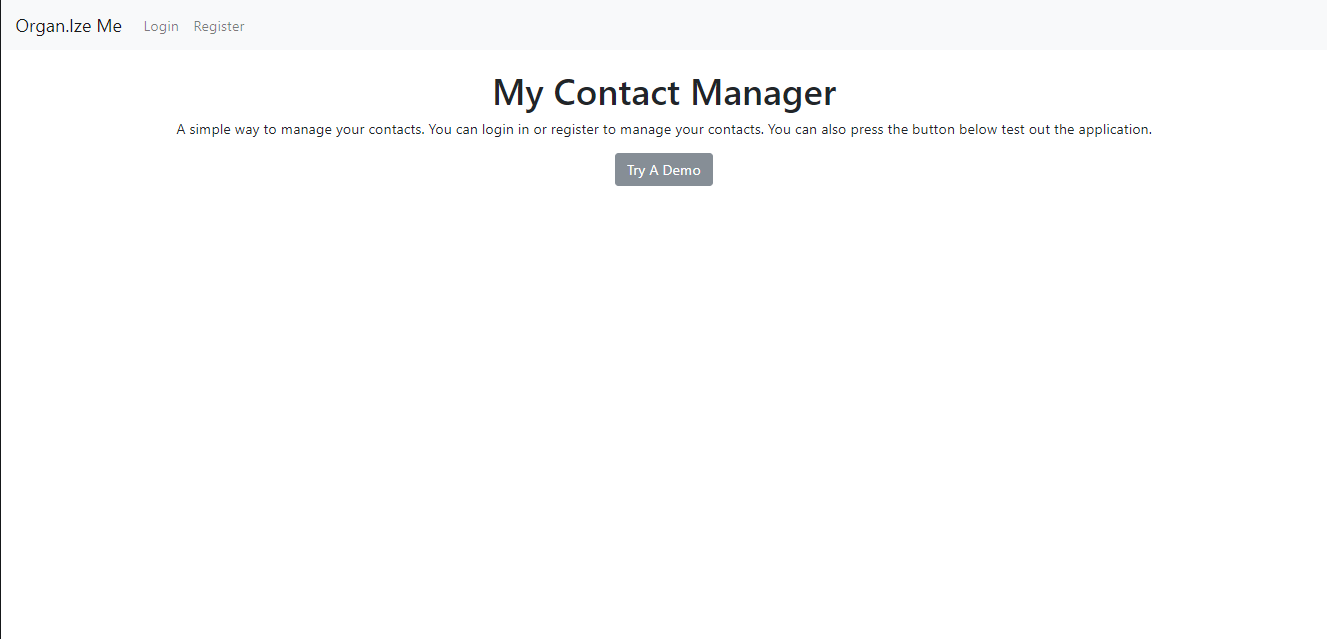 Organ.Ize Me Login Register
My Contact Manager
A simple way to manage your contacts. You can login in or register to manage your contacts. You can also press the button below test out the application.
Try A Demo